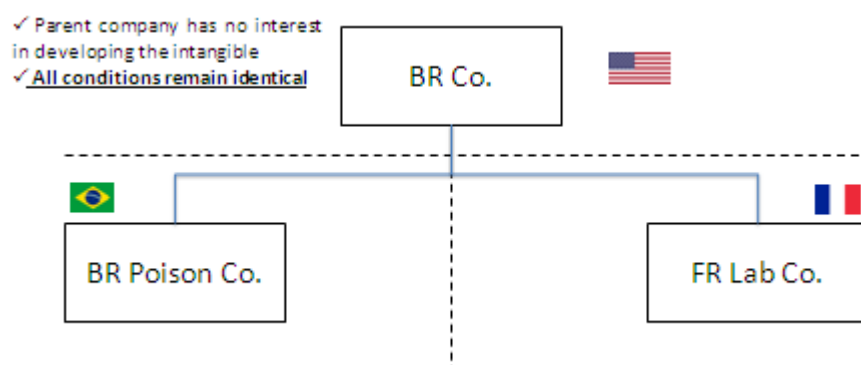 ✓ Parent company has no interest
in developing the intangible
✓ All conditions remain identical
BR Co.
BR Poison Co.
FR Lab Co.